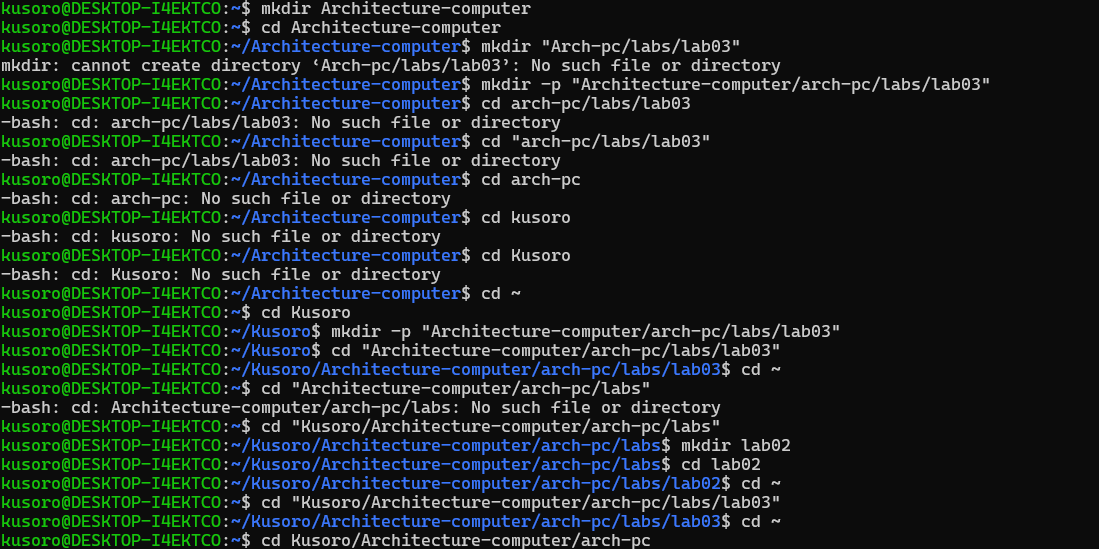 kusoro@DESKTOP-I4EKTCO:~$ mkdir Architecture-computer
kusoro@DESKTOP-I4EKTCO:~$ cd Architecture-computer
kusoro@DESKTOP-I4EKTCO:~/Architecture-computer$ mkdir "Arch-pc/labs/lab03"
mkdir: cannot create directory ‘Arch-pc/labs/lab03’: No such file or directory
kusoro@DESKTOP-I4EKTCO:~/Architecture-computer$ mkdir -p "Architecture-computer/arch-pc/labs/lab03"
kusoro@DESKTOP-I4EKTCO:~/Architecture-computer$ cd arch-pc/labs/lab03
-bash: cd: arch-pc/labs/lab03: No such file or directory
kusoro@DESKTOP-I4EKTCO:~/Architecture-computer$ cd "arch-pc/labs/lab03"
-bash: cd: arch-pc/labs/lab03: No such file or directory
kusoro@DESKTOP-I4EKTCO:~/Architecture-computer$ cd arch-pc
-bash: cd: arch-pc: No such file or directory
kusoro@DESKTOP-I4EKTCO:~/Architecture-computer$ cd kusoro
-bash: cd: kusoro: No such file or directory
kusoro@DESKTOP-I4EKTCO:~/Architecture-computer$ cd Kusoro
-bash: cd: Kusoro: No such file or directory
kusoro@DESKTOP-I4EKTCO:~/Architecture-computer$ cd ~
kusoro@DESKTOP-I4EKTCO:~$ cd Kusoro
kusoro@DESKTOP-I4EKTCO:~/Kusoro$ mkdir -p "Architecture-computer/arch-pc/labs/lab03"
kusoro@DESKTOP-I4EKTCO:~/Kusoro$ cd "Architecture-computer/arch-pc/labs/lab03"
kusoro@DESKTOP-I4EKTCO:~/Kusoro/Architecture-computer/arch-pc/labs/lab03$ cd ~
kusoro@DESKTOP-I4EKTCO:~$ cd "Architecture-computer/arch-pc/labs"
-bash: cd: Architecture-computer/arch-pc/labs: No such file or directory
kusoro@DESKTOP-I4EKTCO:~$ cd "Kusoro/Architecture-computer/arch-pc/labs"
kusoro@DESKTOP-I4EKTCO:~/Kusoro/Architecture-computer/arch-pc/labs$ mkdir lab02
kusoro@DESKTOP-I4EKTCO:~/Kusoro/Architecture-computer/arch-pc/labs$ cd lab02
kusoro@DESKTOP-I4EKTCO:~/Kusoro/Architecture-computer/arch-pc/labs/lab02$ cd ~
kusoro@DESKTOP-I4EKTCO:~$ cd "Kusoro/Architecture-computer/arch-pc/labs/lab03"
kusoro@DESKTOP-I4EKTCO:~/Kusoro/Architecture-computer/arch-pc/labs/lab03$ cd ~
kusoro@DESKTOP-I4EKTCO:~$ cd Kusoro/Architecture-computer/arch-pc